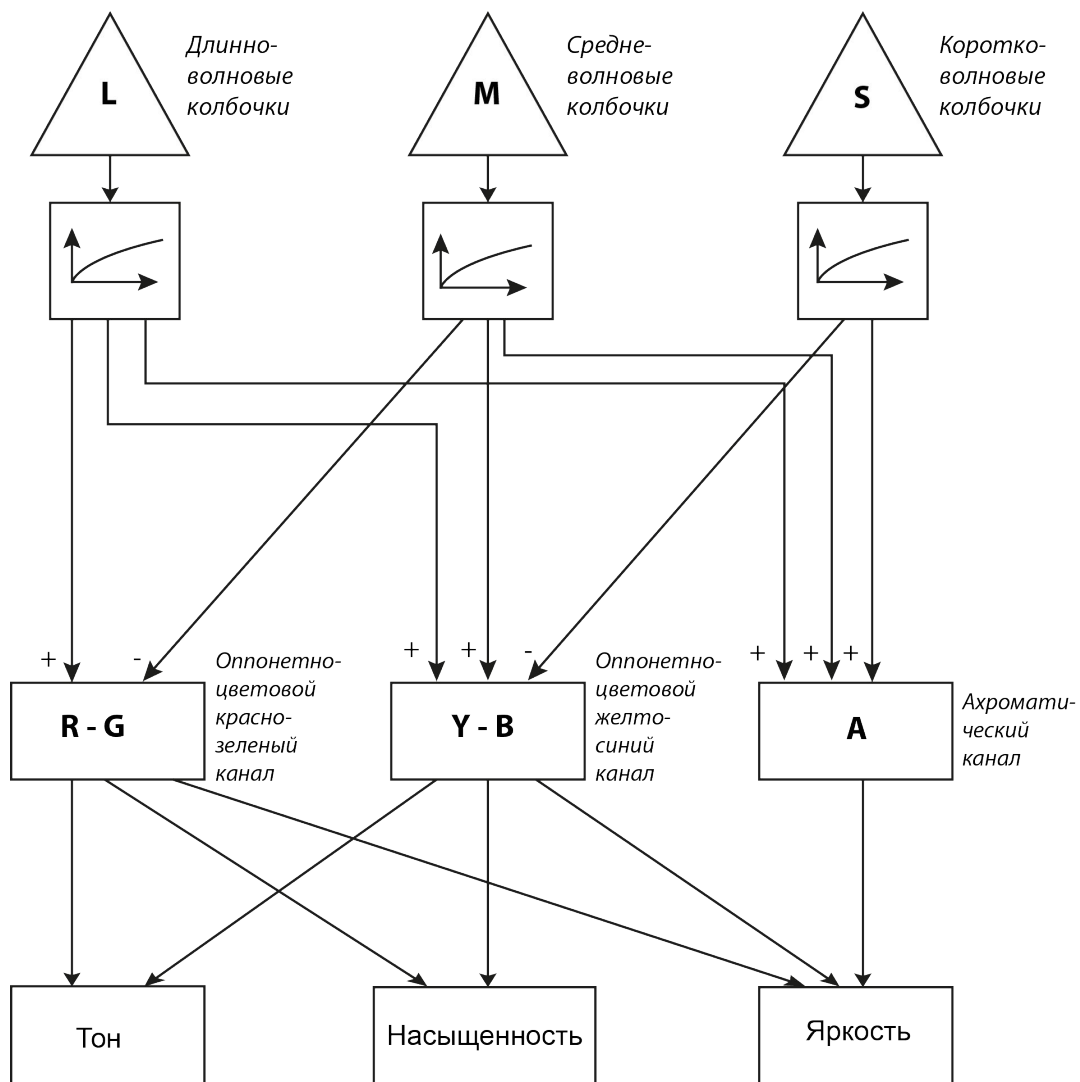 L
Длинно-
волновые
колбочки
M
Средне-
волновые
колбочки
S
Коротко-
волновые
колбочки
+
-
+
+
-
+
+
+
R - G
Оппонетно-
цветовой
красно-
зеленый
канал
Y - B
Оппонетно-
цветовой
желто-
синий
канал
A
Ахромати-
ческий
канал
Тон
Насыщенность
Яркость